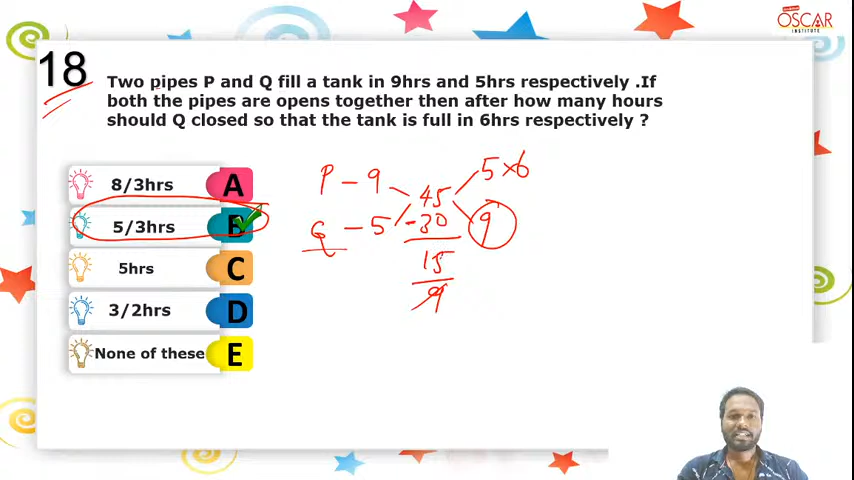 OSCAR
INSTITUTE
18
Two pipes P and Q fill a tank in 9hrs and 5hrs respectively .If
both the pipes are opens together then after how many hours
should Q closed so that the tank is full in 6hrs respectively ?
8/3hrs A
5/3hrs B
5hrs C
3/2hrs D
None of these E
P - 9
45
5×6
Q - 5
-30
9
15
9